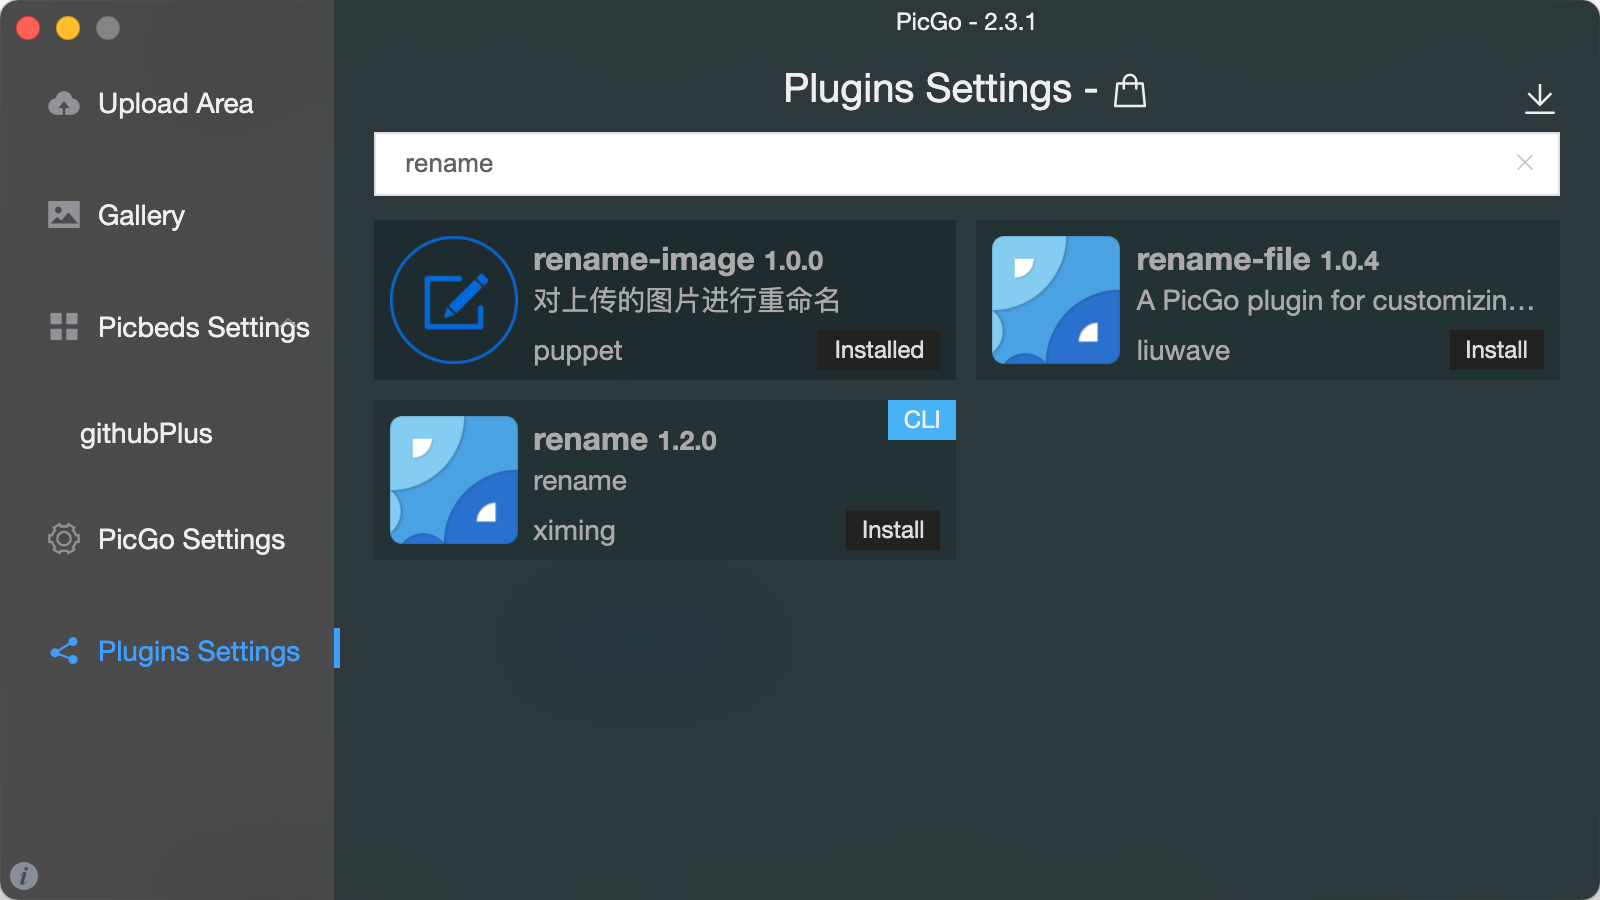 PicGo - 2.3.1
Upload Area
Gallery
Picbeds Settings
githubPlus
PicGo Settings
Plugins Settings
Plugins Settings -
rename
rename-image 1.0.0
对上传的图片进行重命名
puppet
Installed
rename-file 1.0.4
A PicGo plugin for customizin...
liuwave
Install
CLI
rename 1.2.0
rename
ximing
Install
i